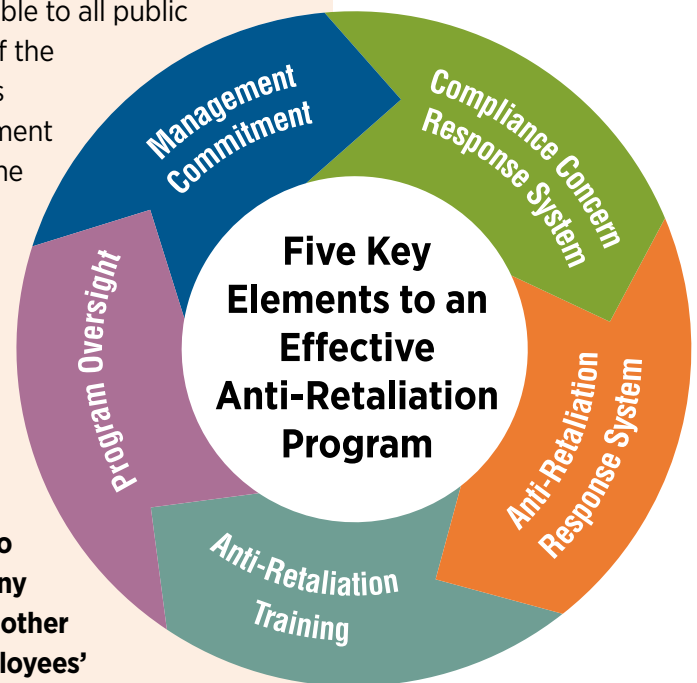 ble to all public
f the
s
ment
he
Management
Commitment
Compliance Concern
Response System
Anti-Retaliation
Response System
Anti-Retaliation
Training
Program Oversight
Five Key
Elements to an
Effective
Anti-Retaliation
Program
o
ny
other
loyees’